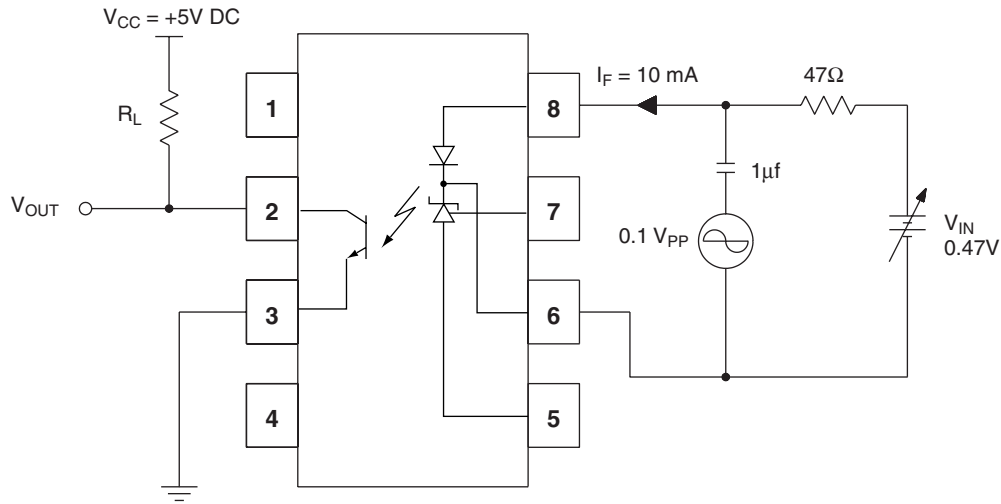 V_CC = +5V DC
R_L
V_OUT
1
2
3
4
8
7
6
5
I_F = 10 mA
47Ω
1μf
0.1 V_PP
V_IN
0.47V